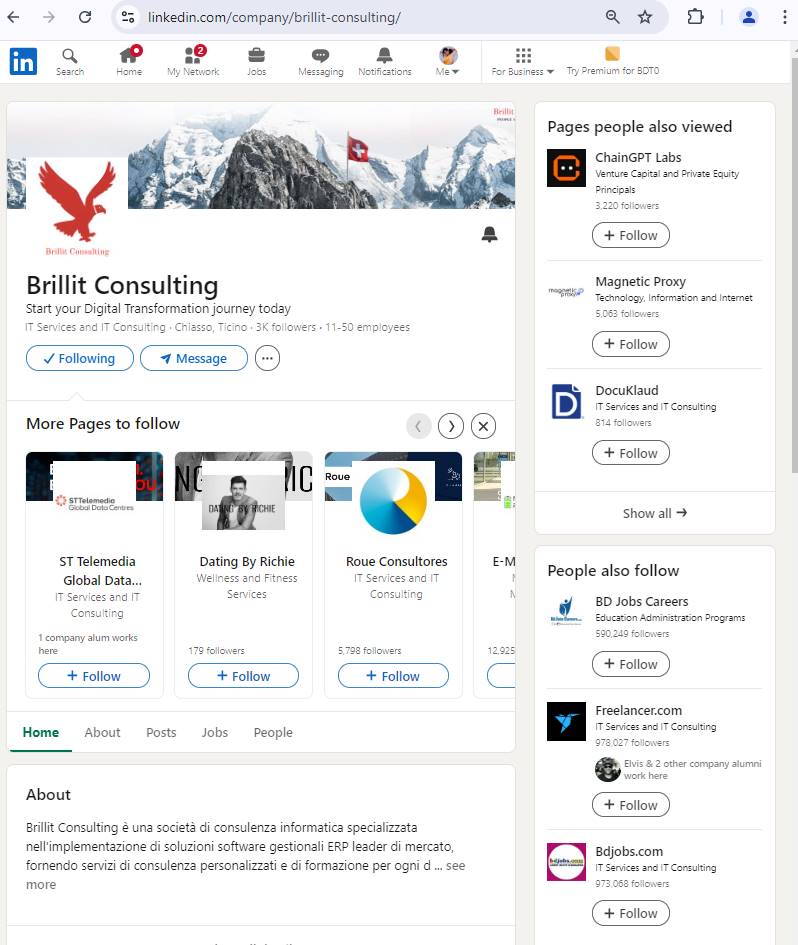 linkedin.com/company/brillit-consulting/
in
Search
Home
2
My Network
Jobs
Messaging
Notifications
Me
For Business
Try Premium for BDT0
Brillit
Brillit Consulting
Brillit Consulting
Start your Digital Transformation journey today
IT Services and IT Consulting · Chiasso, Ticino · 3K followers · 11-50 employees
Following
Message
More Pages to follow
ST Telemedia
Global Data Centres
ST Telemedia
Global Data...
IT Services and IT
Consulting
1 company alum works
here
+ Follow
DATING BY RICHIE
Dating By Richie
Wellness and Fitness
Services
179 followers
+ Follow
Roue
Roue Consultores
IT Services and IT
Consulting
5,798 followers
+ Follow
E-M
12,925
Home
About
Posts
Jobs
People
About
Brillit Consulting è una società di consulenza informatica specializzata
nell'implementazione di soluzioni software gestionali ERP leader di mercato,
fornendo servizi di consulenza personalizzati e di formazione per ogni d ... see
more
Pages people also viewed
ChainGPT Labs
Venture Capital and Private Equity
Principals
3,220 followers
+ Follow
magnetic
proxy
Magnetic Proxy
Technology, Information and Internet
5,063 followers
+ Follow
D
DocuKlaud
IT Services and IT Consulting
814 followers
+ Follow
Show all →
People also follow
BD Jobs Careers
Education Administration Programs
590,249 followers
+ Follow
Freelancer.com
IT Services and IT Consulting
978,027 followers
Elvis & 2 other company alumni
work here
+ Follow
bdjobs.com
Bdjobs.com
IT Services and IT Consulting
973,068 followers
+ Follow